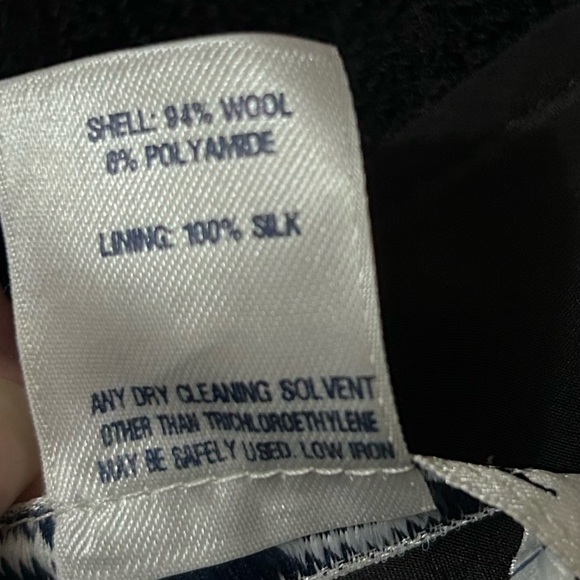 SHELL: 94% WOOL
6% POLYAMIDE
LINING: 100% SILK
ANY DRY CLEANING SOLVENT
OTHER THAN TRICHLOROETHYLENE
MAY BE SAFELY USED. LOW IRON